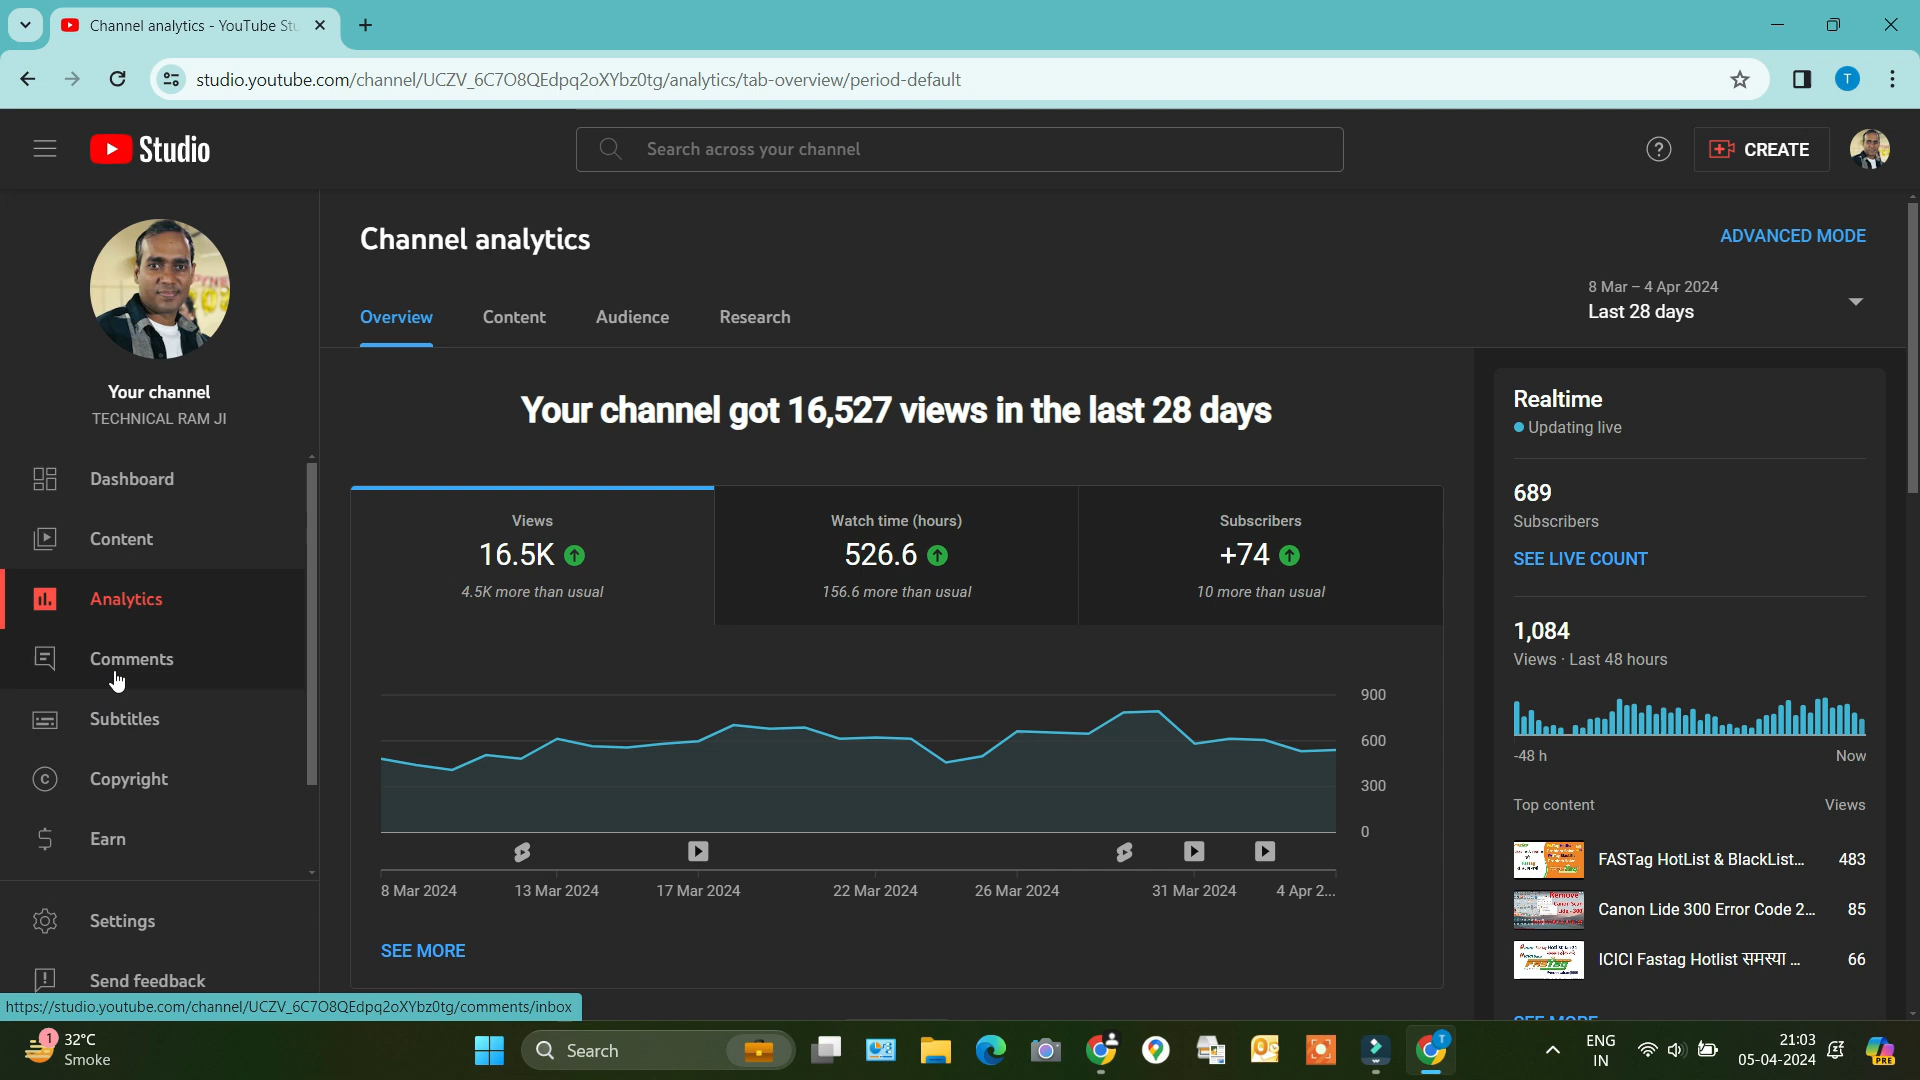 Channel analytics - YouTube Stu
studio.youtube.com/channel/UCZV_6C7O8QEdpq2oXYbz0tg/analytics/tab-overview/period-default
T
Studio
Search across your channel
CREATE
Your channel
TECHNICAL RAM JI
Dashboard
Content
Analytics
Comments
Subtitles
Copyright
Earn
Settings
Send feedback
Channel analytics
ADVANCED MODE
Overview
Content
Audience
Research
8 Mar – 4 Apr 2024
Last 28 days
Your channel got 16,527 views in the last 28 days
Views
16.5K
4.5K more than usual
Watch time (hours)
526.6
156.6 more than usual
Subscribers
+74
10 more than usual
900
600
300
0
8 Mar 2024
13 Mar 2024
17 Mar 2024
22 Mar 2024
26 Mar 2024
31 Mar 2024
4 Apr 2...
SEE MORE
Realtime
Updating live
689
Subscribers
SEE LIVE COUNT
1,084
Views · Last 48 hours
-48 h
Now
Top content
Views
FASTag HotList & BlackList...
483
Canon Lide 300 Error Code 2...
85
ICICI Fastag Hotlist समस्या ...
66
SEE MORE
https://studio.youtube.com/channel/UCZV_6C7O8QEdpq2oXYbz0tg/comments/inbox
1
32°C
Smoke
Search
T
ENG
IN
21:03
05-04-2024
PRE